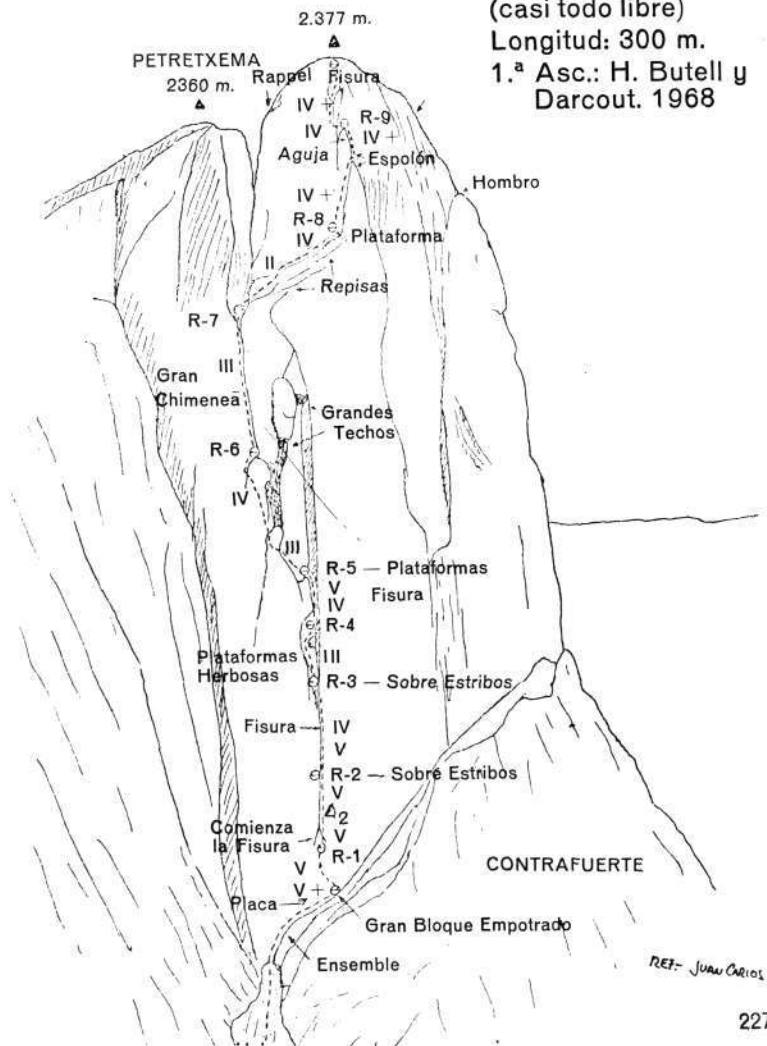 (casi todo libre)
Longitud: 300 m.
1.ª Asc.: H. Butell y
Darcout. 1968
2.377 m.
PETRETXEMA
2360 m.
Rappel Fisura
IV +
R-9
IV
IV +
Aguja
Espolón
Hombro
IV +
R-8
IV
Plataforma
II
Repisas
R-7
III
Gran
Chimenea
Grandes
Techos
R-6
IV
III
R-5 — Plataformas
V
IV
Fisura
R-4
Plataformas
Herbosas
III
R-3 — Sobre Estribos
Fisura
IV
V
R-2 — Sobre Estribos
V
2
V
Comienza
la Fisura
R-1
V
V +
Placa
CONTRAFUERTE
Gran Bloque Empotrado
Ensemble
REF.- JUAN CARLOS
227